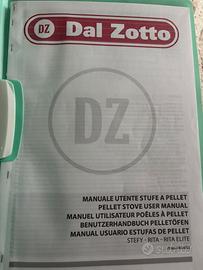 DZ Dal Zotto
DZ
MANUALE UTENTE STUFE A PELLET
PELLET STOVE USER MANUAL
MANUEL UTILISATEUR POÊLES À PELLET
BENUTZERHANDBUCH PELLETÖFEN
MANUAL USUARIO ESTUFAS DE PELLET
STEFY - RITA - RITA ELITE
subito